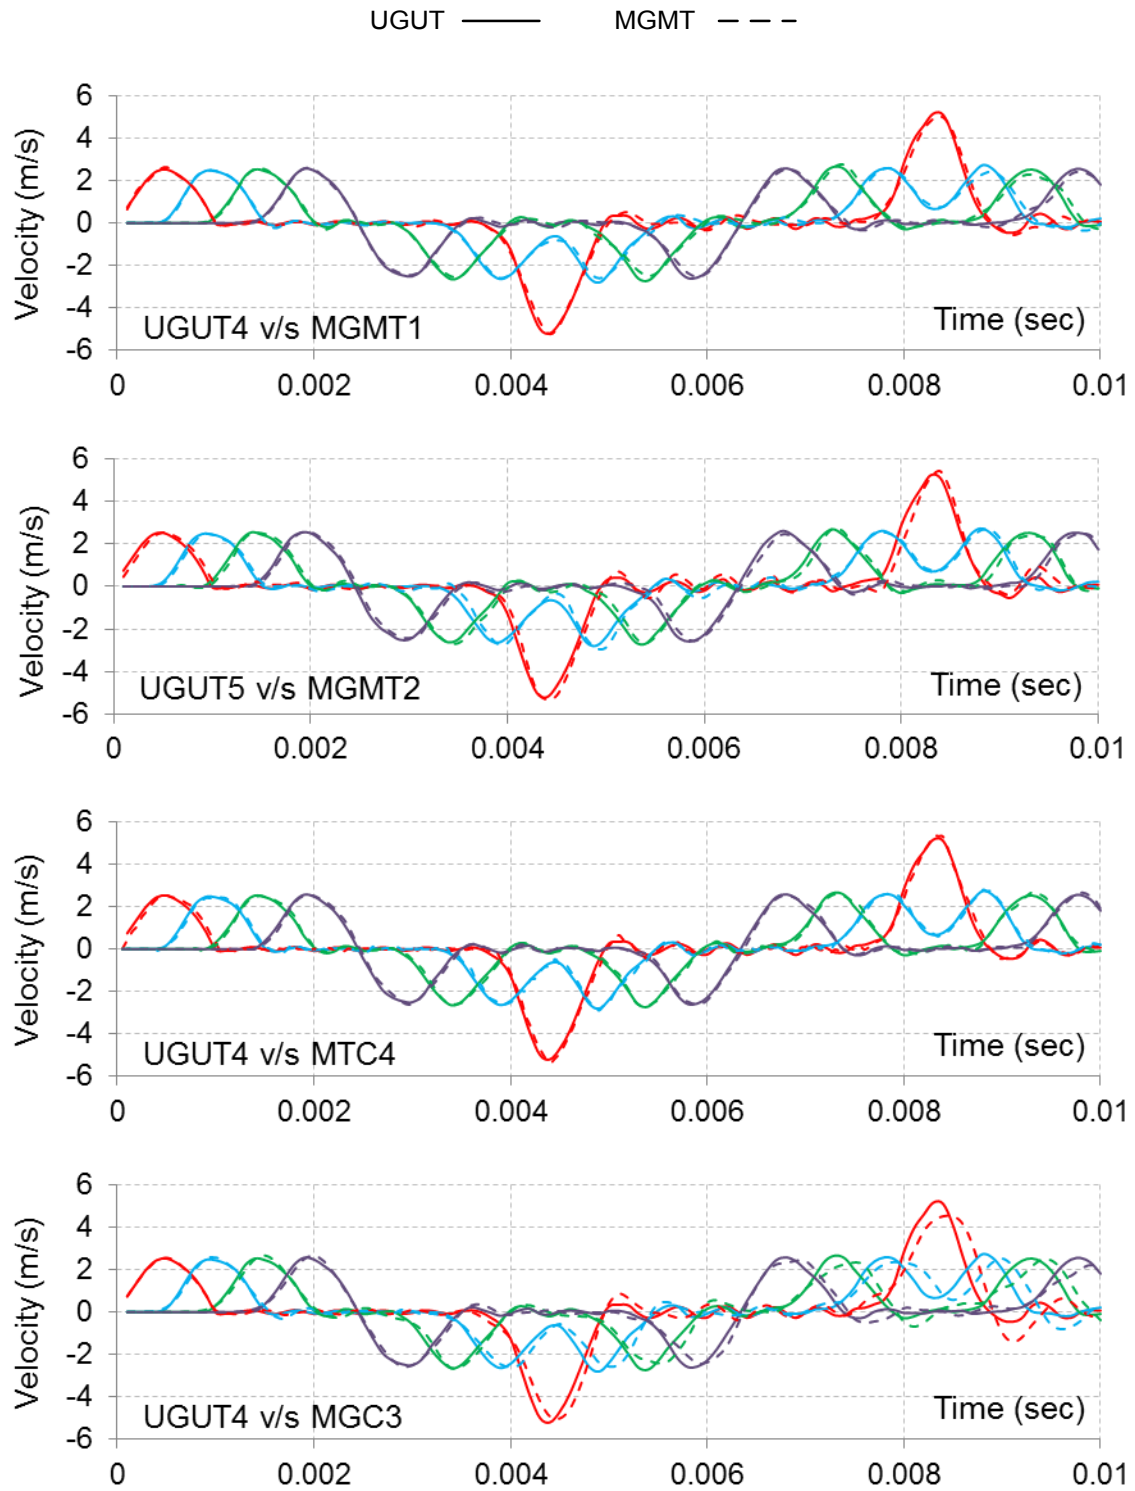 UGUT MGMT
6
4
2
0
-2
-4
-6
Velocity (m/s)
UGUT4 v/s MGMT1
Time (sec)
0 0.002 0.004 0.006 0.008 0.01
6
4
2
0
-2
-4
-6
Velocity (m/s)
UGUT5 v/s MGMT2
Time (sec)
0 0.002 0.004 0.006 0.008 0.01
6
4
2
0
-2
-4
-6
Velocity (m/s)
UGUT4 v/s MTC4
Time (sec)
0 0.002 0.004 0.006 0.008 0.01
6
4
2
0
-2
-4
-6
Velocity (m/s)
UGUT4 v/s MGC3
Time (sec)
0 0.002 0.004 0.006 0.008 0.01